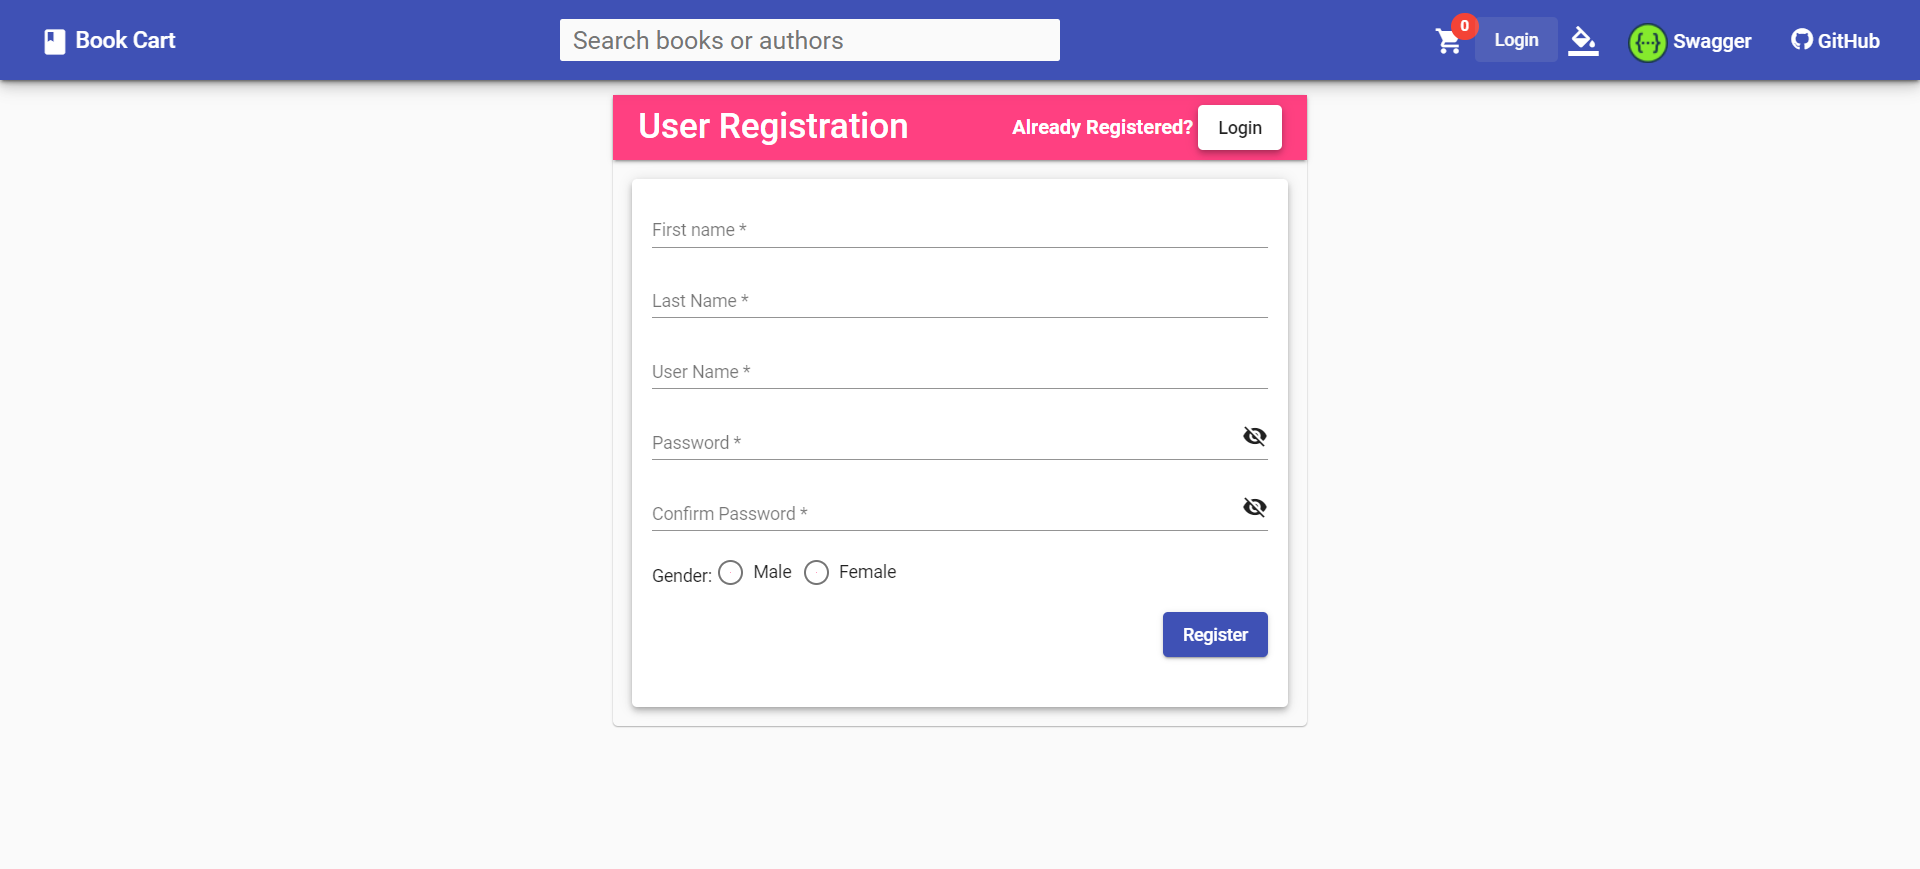 Book Cart
Search books or authors
0
Login
{···} Swagger
GitHub
User Registration
Already Registered? Login
First name *
Last Name *
User Name *
Password *
Confirm Password *
Gender: Male Female
Register